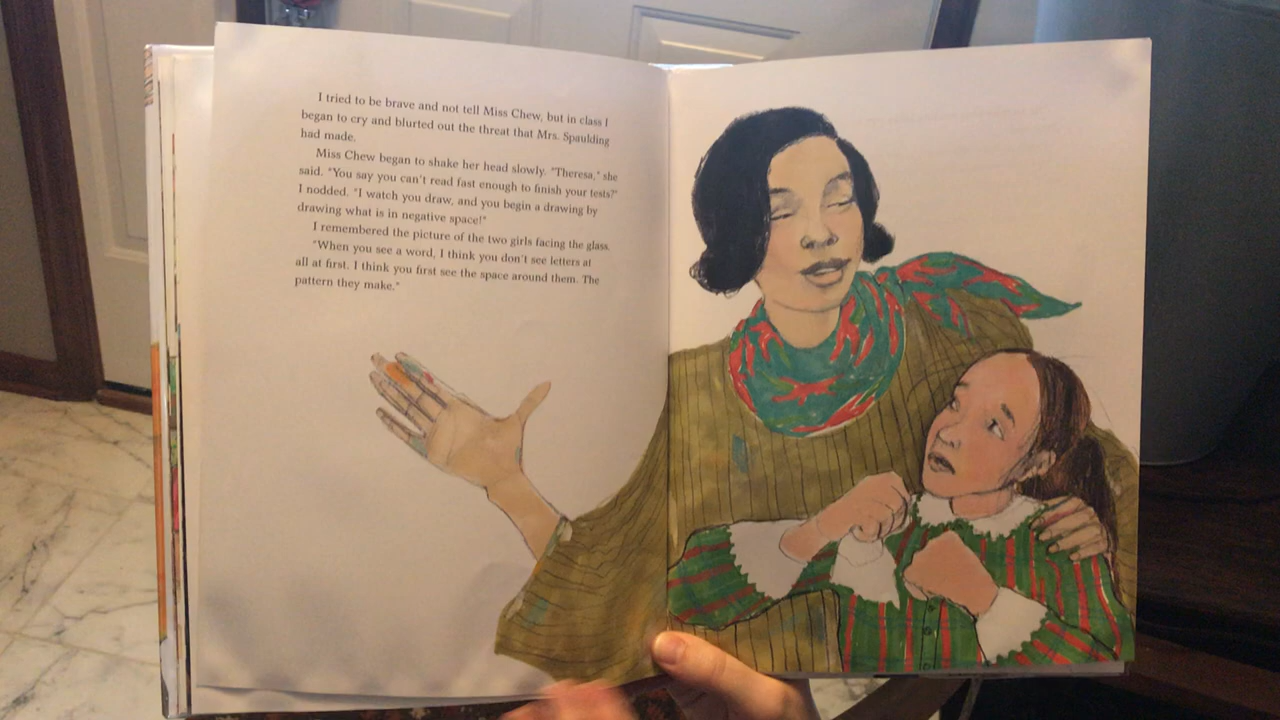 I tried to be brave and not tell Miss Chew, but in class I
began to cry and blurted out the threat that Mrs. Spaulding
had made.
Miss Chew began to shake her head slowly. "Theresa," she
said. "You say you can't read fast enough to finish your tests?"
I nodded. "I watch you draw, and you begin a drawing by
drawing what is in negative space!"
I remembered the picture of the two girls facing the glass.
"When you see a word, I think you don't see letters at
all at first. I think you first see the space around them. The
pattern they make."